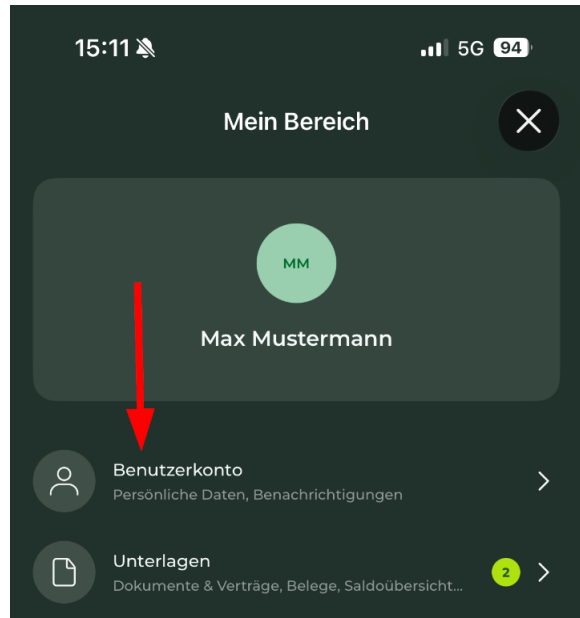 15:11 5G 94
Mein Bereich
MM
Max Mustermann
Benutzerkonto
Persönliche Daten, Benachrichtigungen
Unterlagen
Dokumente & Verträge, Belege, Saldoübersicht...
2